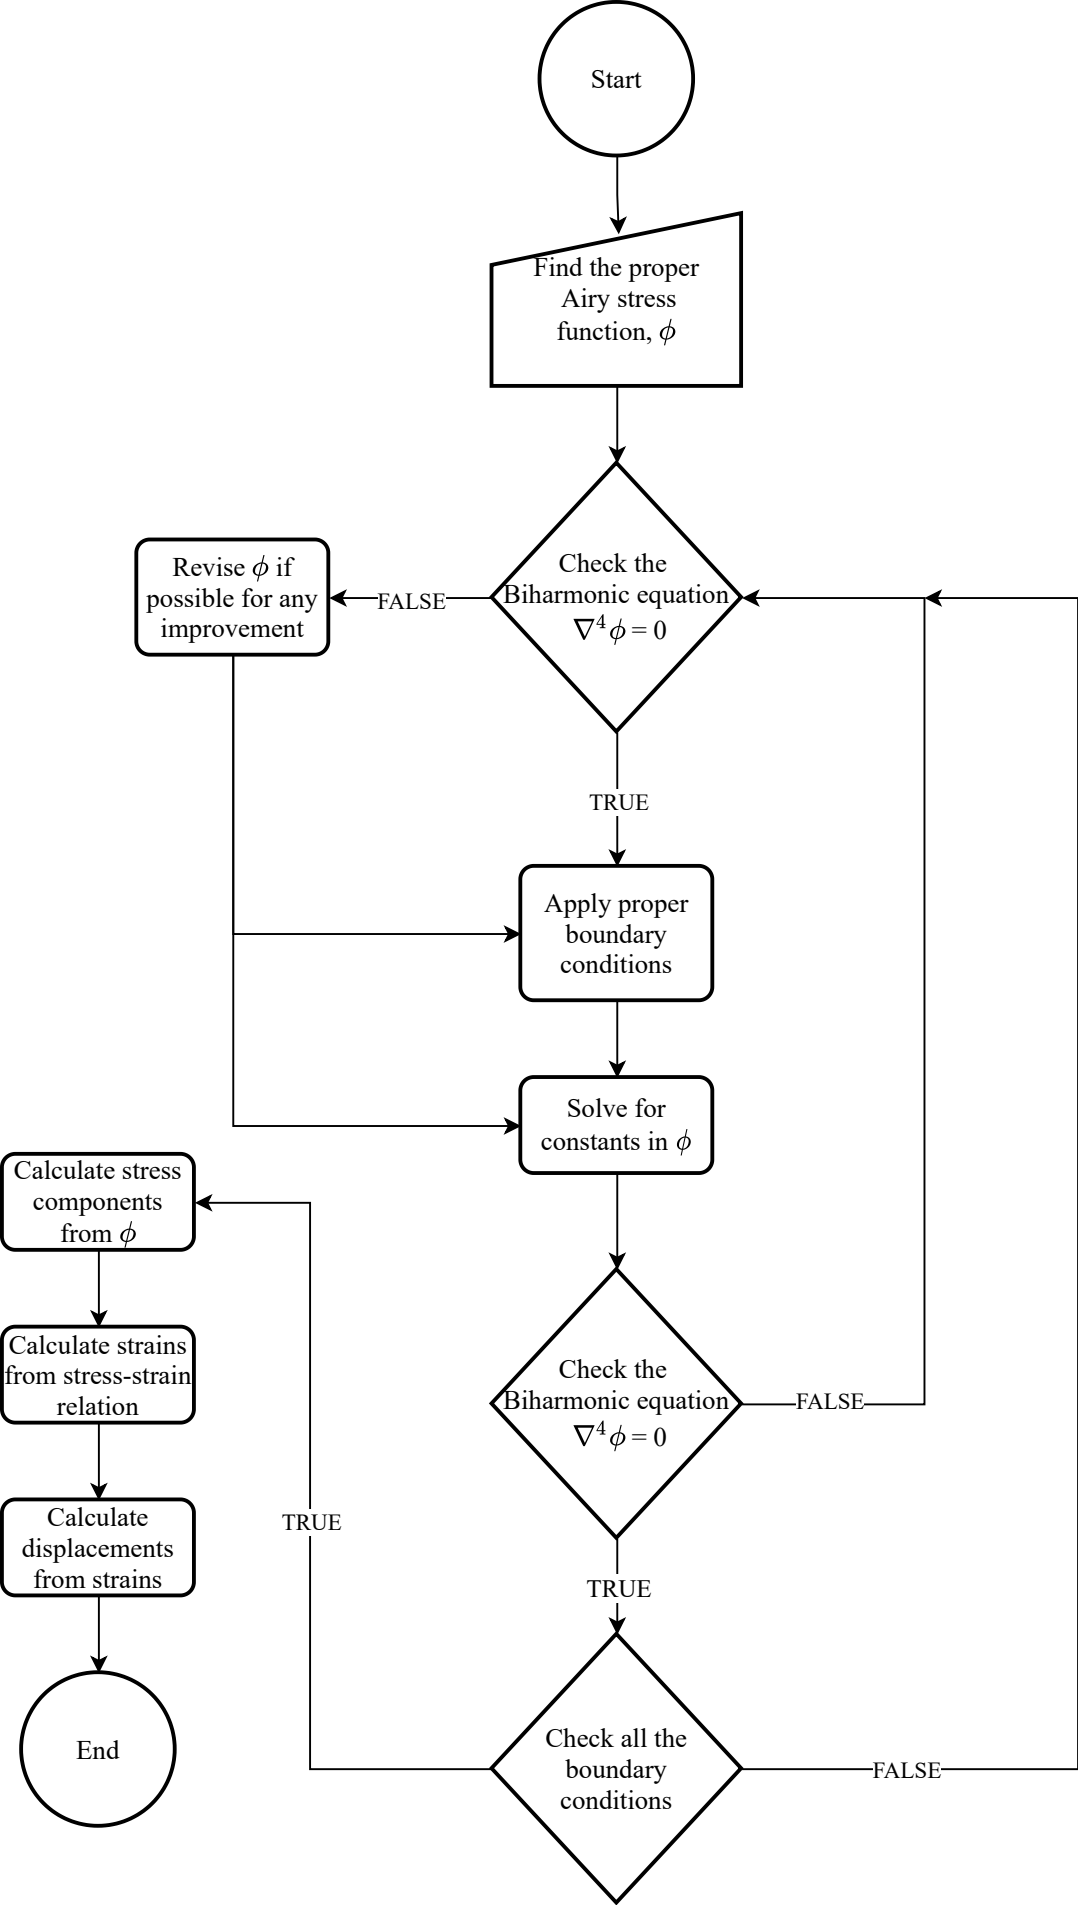 Start
Find the proper
Airy stress
function, ϕ
Check the
Biharmonic equation
∇⁴ϕ = 0
FALSE
Revise ϕ if
possible for any
improvement
TRUE
Apply proper
boundary
conditions
Solve for
constants in ϕ
Check the
Biharmonic equation
∇⁴ϕ = 0
FALSE
TRUE
Check all the
boundary
conditions
FALSE
TRUE
Calculate stress
components
from ϕ
Calculate strains
from stress-strain
relation
Calculate
displacements
from strains
End